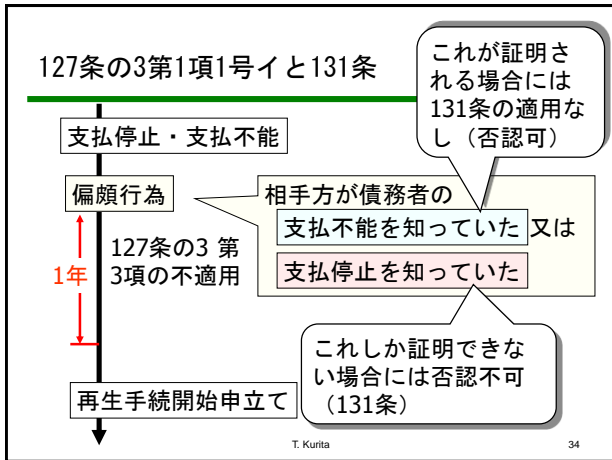 127条の3第1項1号イと131条
これが証明さ
れる場合には
131条の適用な
し（否認可）
支払停止・支払不能
偏頗行為
相手方が債務者の
支払不能を知っていた 又は
支払停止を知っていた
1年
127条の3 第
3項の不適用
これしか証明できな
い場合には否認不可
（131条）
再生手続開始申立て
T. Kurita
34